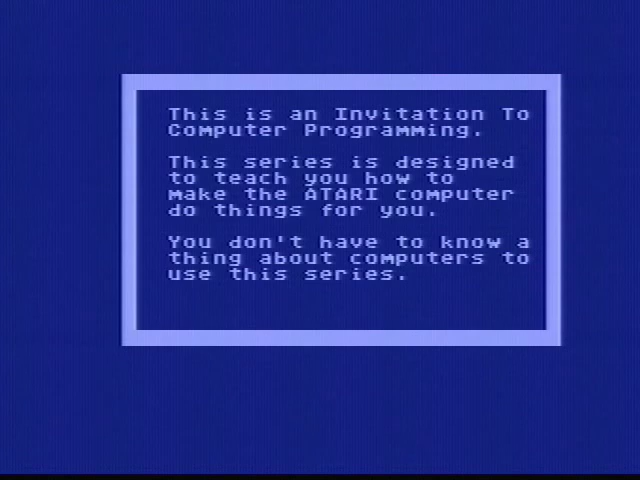 This is an Invitation To
Computer Programming.
This series is designed
to teach you how to
make the ATARI computer
do things for you.
You don't have to know a
thing about computers to
use this series.